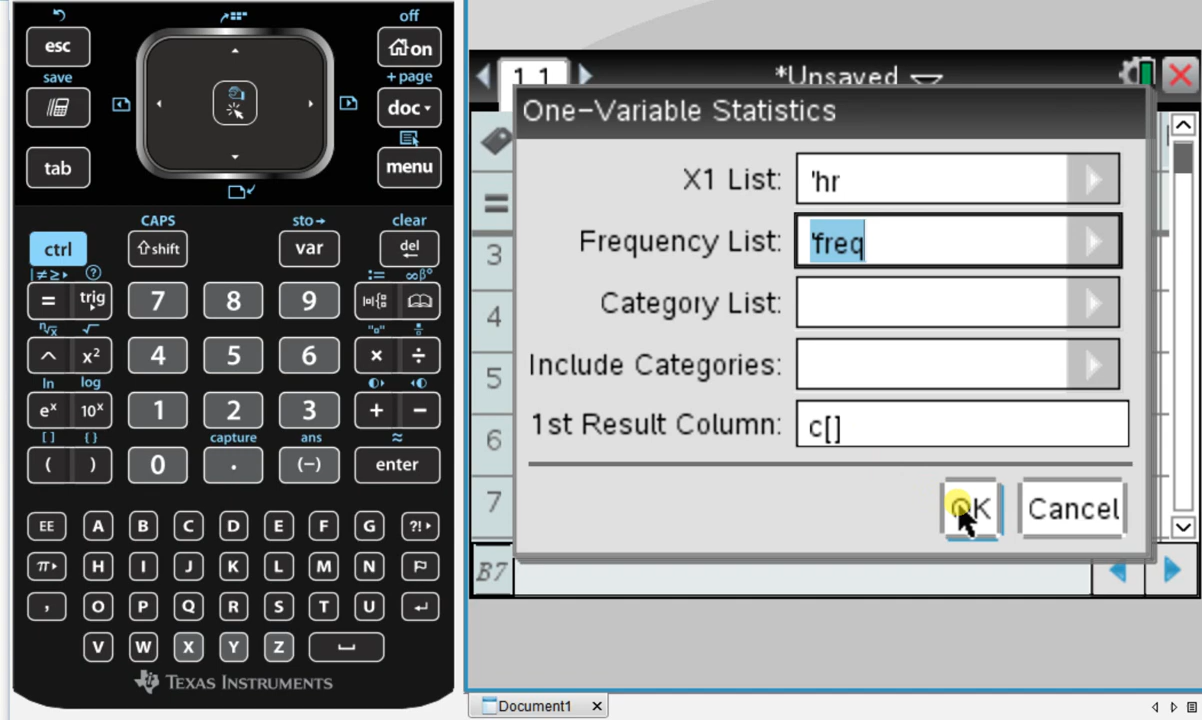 off
esc
on
save
+ page
doc
tab
menu
CAPS
sto→
clear
ctrl
⇧shift
var
del
|≠≥▸
:=
∞β°
=
trig
7
8
9
ⁿ√x
√
"□"
^
x²
4
5
6
×
÷
ln
log
eˣ
10ˣ
1
2
3
+
−
[ ]
{ }
capture
ans
≈
(
)
0
.
(−)
enter
EE
A
B
C
D
E
F
G
?!▸
π▸
H
I
J
K
L
M
N
,
O
P
Q
R
S
T
U
V
W
X
Y
Z
TEXAS INSTRUMENTS
1.1
*Unsaved
One-Variable Statistics
X1 List: 'hr
Frequency List: 'freq
Category List:
Include Categories:
1st Result Column: c[]
OK Cancel
=
3
4
5
6
7
B7
Document1